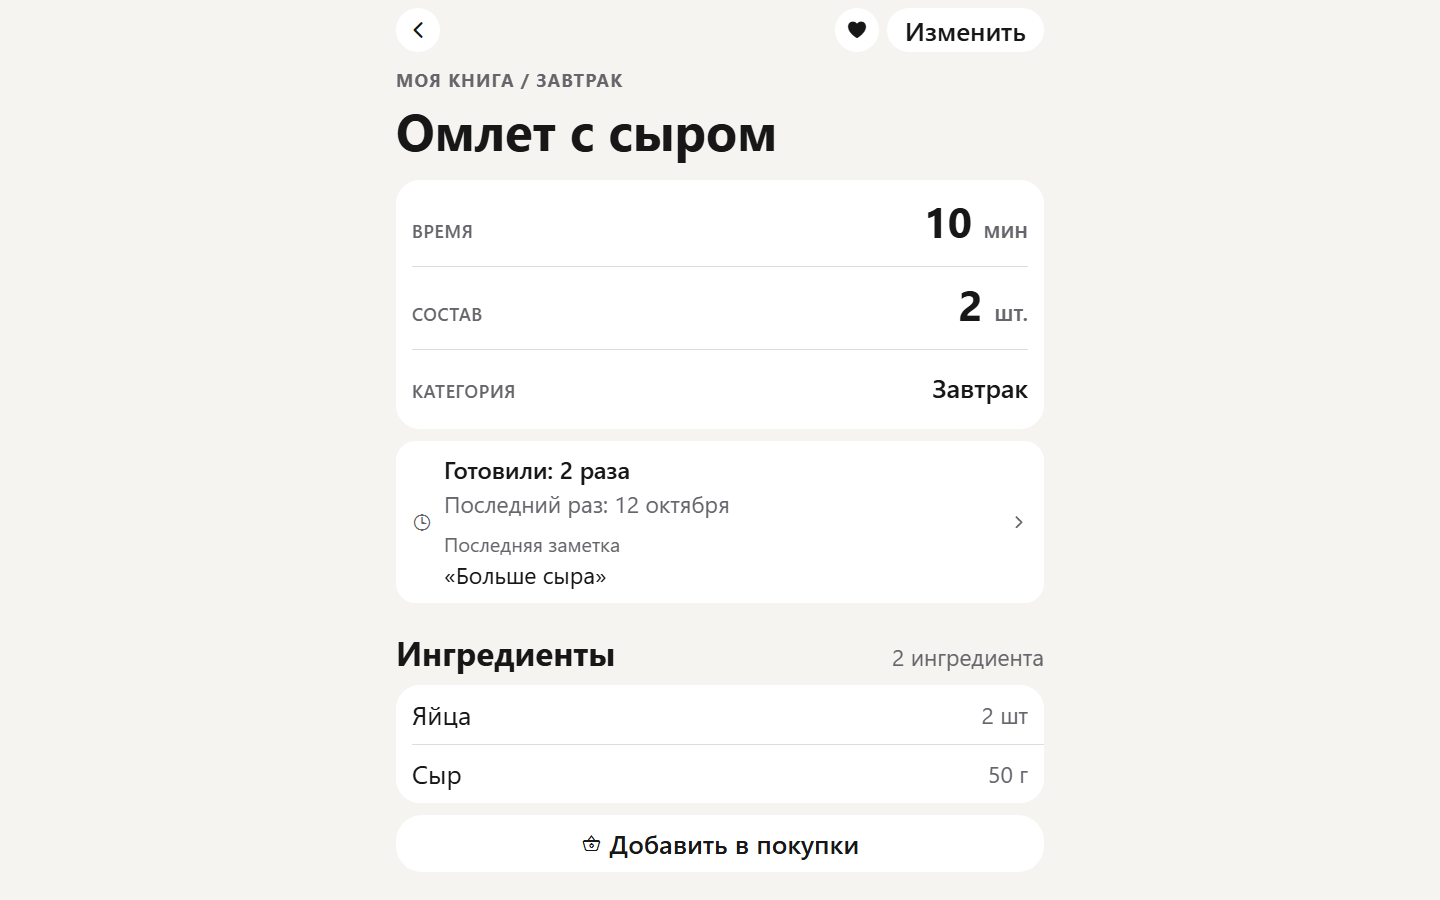 Изменить
МОЯ КНИГА / ЗАВТРАК
Омлет с сыром
ВРЕМЯ 10 мин
СОСТАВ 2 шт.
КАТЕГОРИЯ Завтрак
Готовили: 2 раза
Последний раз: 12 октября
Последняя заметка
«Больше сыра»
Ингредиенты 2 ингредиента
Яйца 2 шт
Сыр 50 г
Добавить в покупки